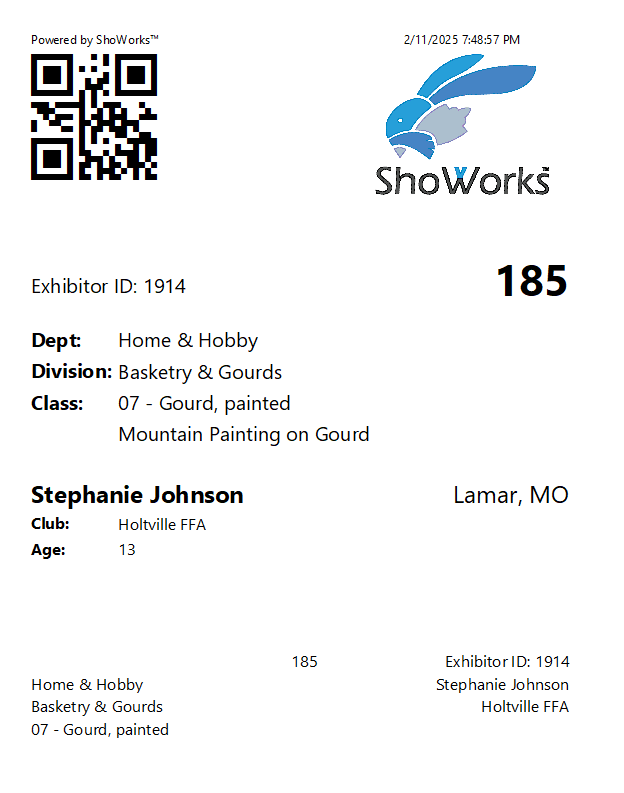 Powered by ShoWorks™ 2/11/2025 7:48:57 PM
ShoWorks™
Exhibitor ID: 1914 185
Dept: Home & Hobby
Division: Basketry & Gourds
Class: 07 - Gourd, painted
Mountain Painting on Gourd
Stephanie Johnson Lamar, MO
Club: Holtville FFA
Age: 13
185 Exhibitor ID: 1914
Home & Hobby Stephanie Johnson
Basketry & Gourds Holtville FFA
07 - Gourd, painted